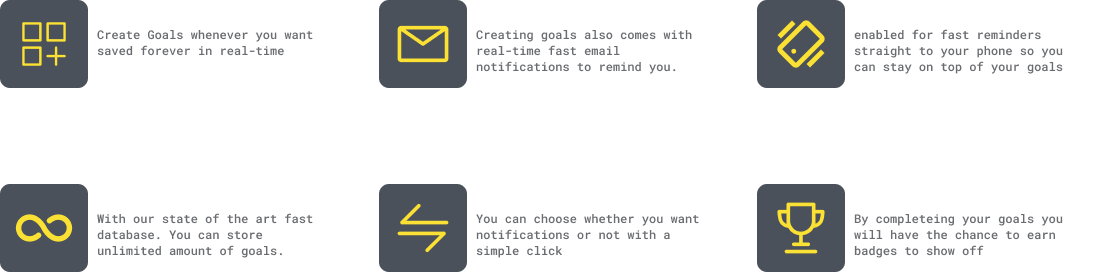 Create Goals whenever you want
saved forever in real-time
Creating goals also comes with
real-time fast email
notifications to remind you.
enabled for fast reminders
straight to your phone so you
can stay on top of your goals
With our state of the art fast
database. You can store
unlimited amount of goals.
You can choose whether you want
notifications or not with a
simple click
By completeing your goals you
will have the chance to earn
badges to show off